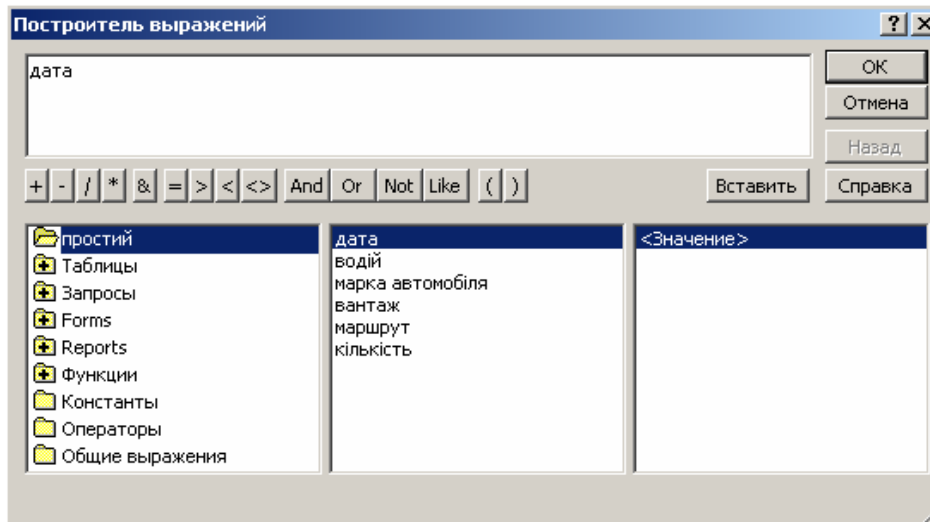 Построитель выражений ? ×
дата
ОК
Отмена
Назад
+ - / * & = > < <> And Or Not Like ( ) Вставить Справка
простий
Таблицы
Запросы
Forms
Reports
Функции
Константы
Операторы
Общие выражения
дата
водій
марка автомобіля
вантаж
маршрут
кількість
<Значение>